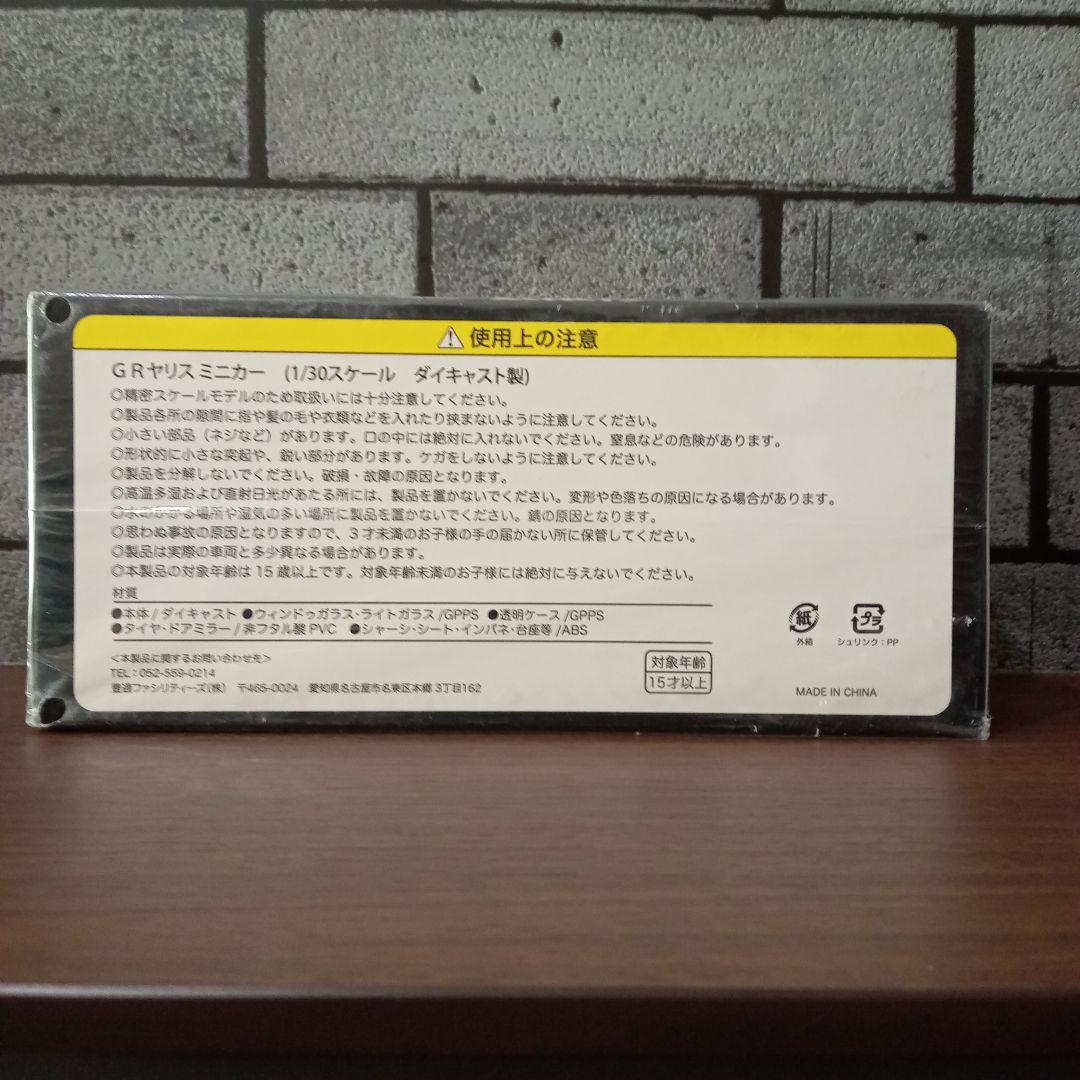 使用上の注意
GRヤリス ミニカー (1/30スケール ダイキャスト製)
◎精密スケールモデルのため取扱いには十分注意してください。
◎製品各所の隙間に指や髪の毛や衣類などを入れたり挟まないように注意してください。
◎小さい部品(ネジなど)があります。口の中には絶対に入れないでください。窒息などの危険があります。
◎形状的に小さな突起や、鋭い部分があります。ケガをしないように注意してください。
◎製品を分解しないでください。破損・故障の原因となります。
◎高温多湿および直射日光があたる所には、製品を置かないでください。変形や色落ちの原因になる場合があります。
◎水のかかる場所や湿気の多い場所に製品を置かないでください。錆の原因となります。
◎思わぬ事故の原因となりますので、3才未満のお子様の手の届かない所に保管してください。
◎製品は実際の車両と多少異なる場合があります。
◎本製品の対象年齢は15歳以上です。対象年齢未満のお子様には絶対に与えないでください。
材質
●本体/ダイキャスト ●ウィンドゥガラス・ライトガラス/GPPS ●透明ケース/GPPS
●タイヤ・ドアミラー/非フタル酸PVC ●シャーシ・シート・インパネ・台座等/ABS
<本製品に関するお問い合わせ先>
TEL:052-559-0214
豊通ファシリティーズ(株) 〒465-0024 愛知県名古屋市名東区本郷3丁目162
対象年齢
15才以上
紙
外箱
プラ
シュリンク:PP
MADE IN CHINA